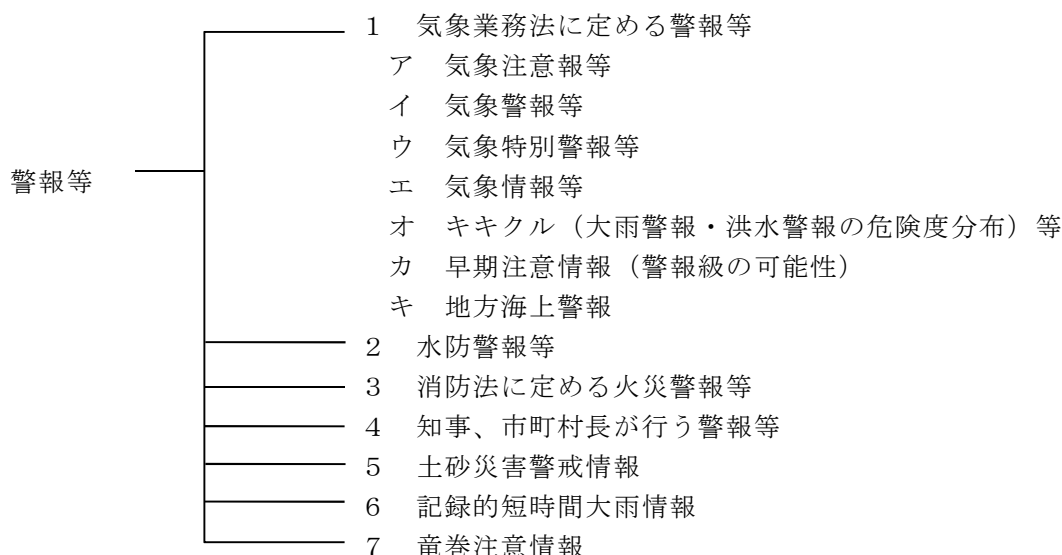 １　気象業務法に定める警報等
ア　気象注意報等
イ　気象警報等
ウ　気象特別警報等
警報等
エ　気象情報等
オ　キキクル（大雨警報・洪水警報の危険度分布）等
カ　早期注意情報（警報級の可能性）
キ　地方海上警報
２　水防警報等
３　消防法に定める火災警報等
４　知事、市町村長が行う警報等
５　土砂災害警戒情報
６　記録的短時間大雨情報
７　竜巻注意情報